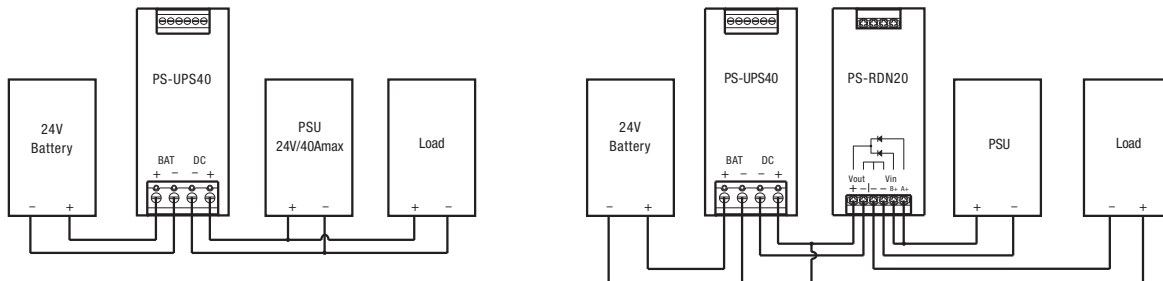 PS-UPS40
24V
Battery
BAT DC
+ − − +
− +
PSU
24V/40Amax
+ −
Load
+ −
PS-UPS40
PS-RDN20
24V
Battery
BAT DC
+ − − +
− +
Vout Vin
+ − − − B+ A+
PSU
+ −
Load
− +